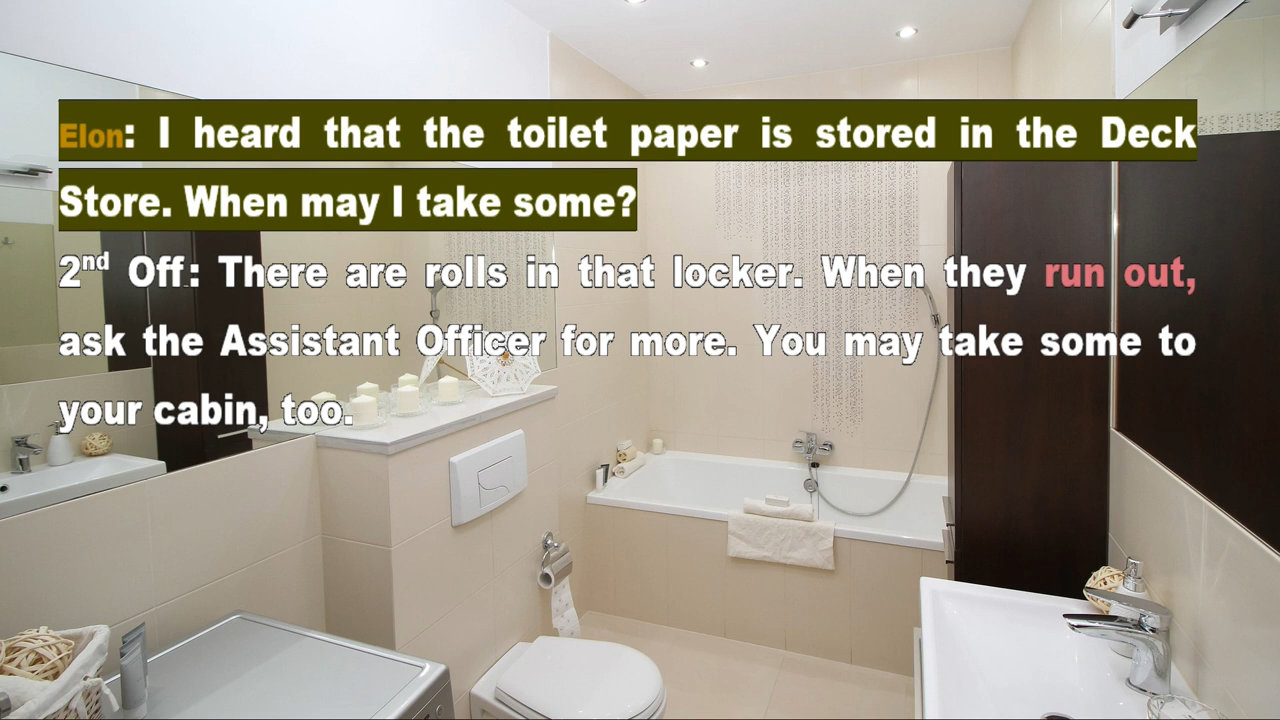 Elon: I heard that the toilet paper is stored in the Deck
Store. When may I take some?
2nd Off: There are rolls in that locker. When they run out,
ask the Assistant Officer for more. You may take some to
your cabin, too.